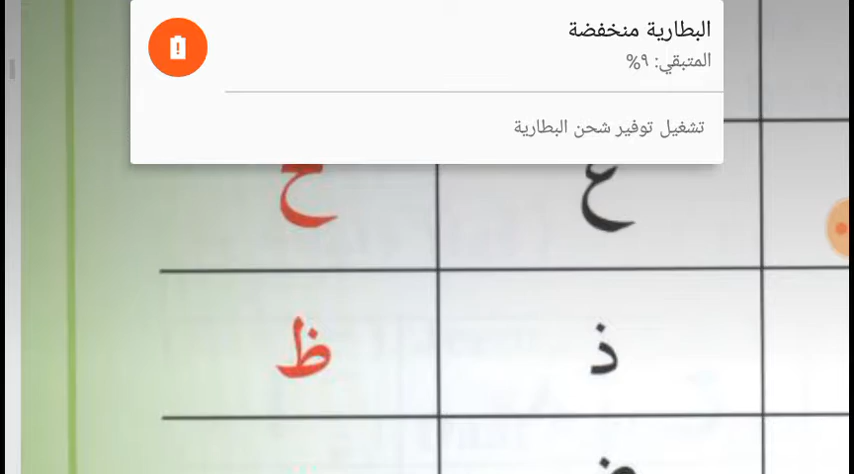 البطارية منخفضة
المتبقي: ٩%
تشغيل توفير شحن البطارية
ذ ظ